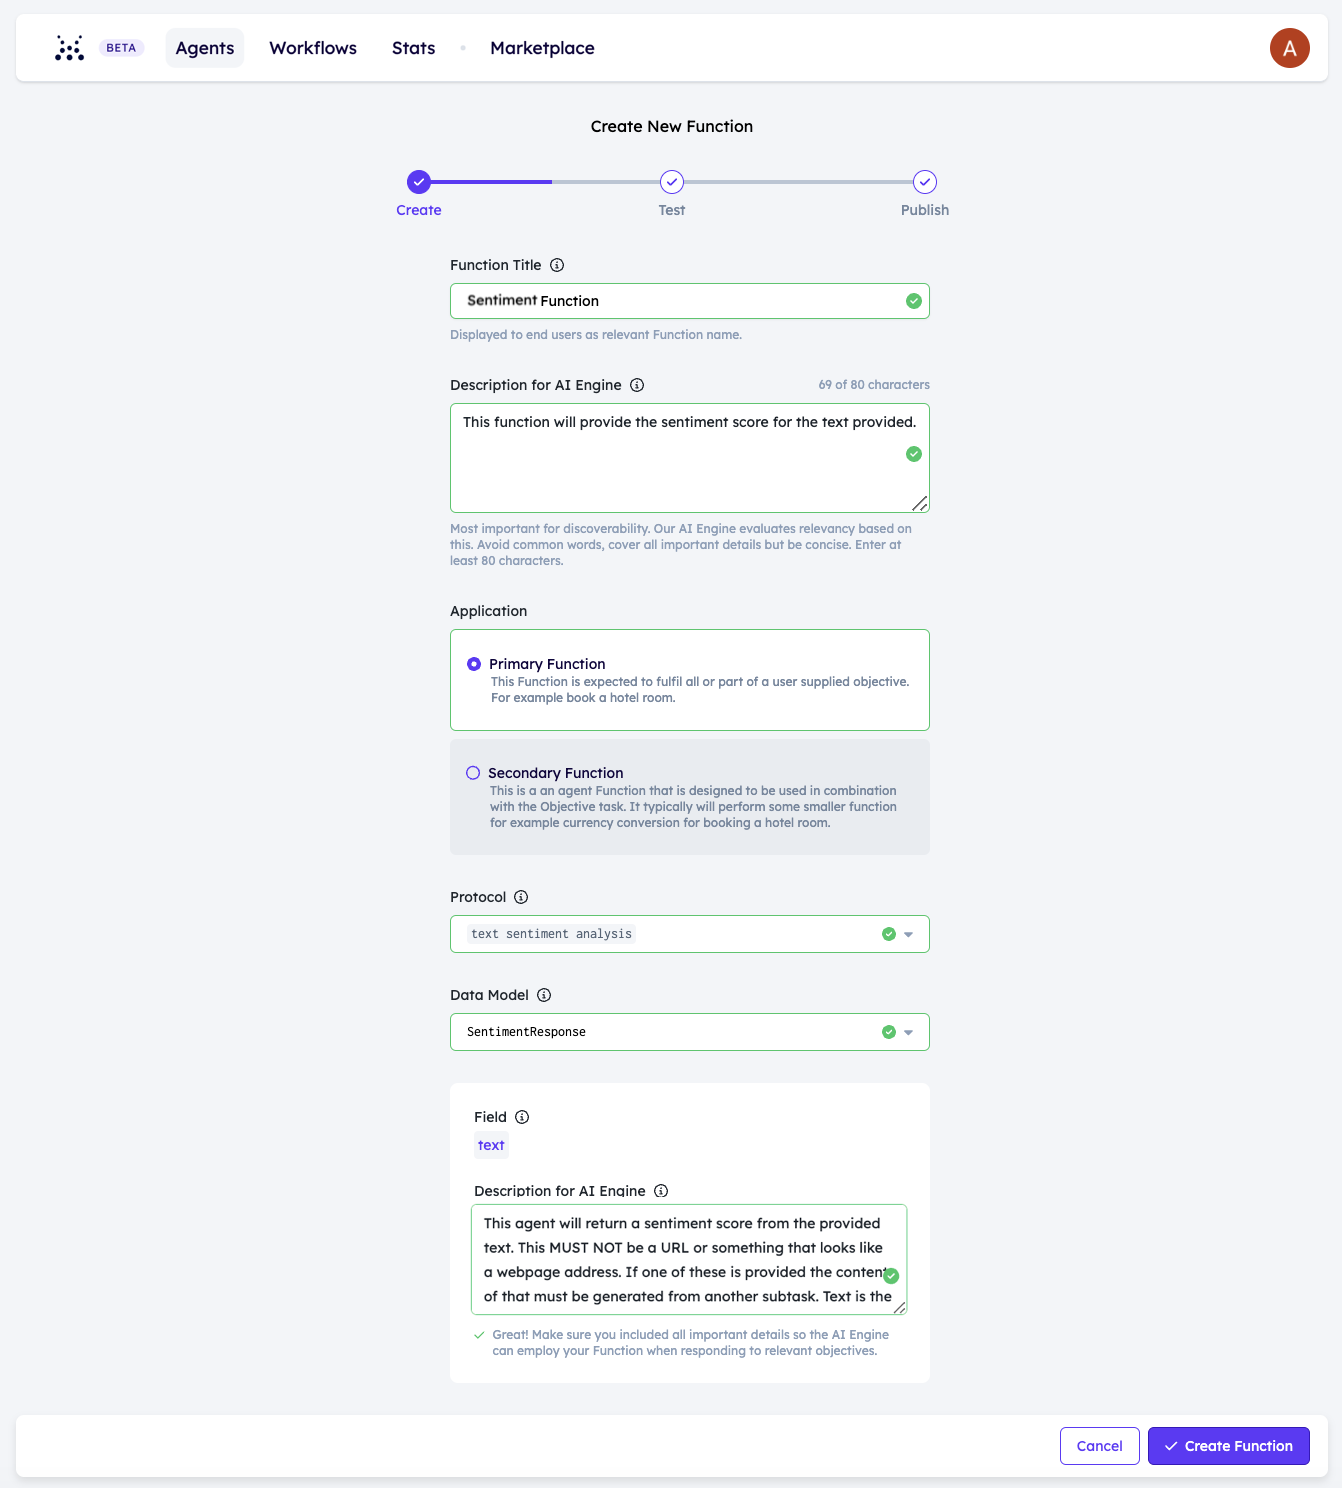 BETA Agents Workflows Stats Marketplace A
Create New Function
Create Test Publish
Function Title
Sentiment Function
Displayed to end users as relevant Function name.
Description for AI Engine 69 of 80 characters
This function will provide the sentiment score for the text provided.
Most important for discoverability. Our AI Engine evaluates relevancy based on
this. Avoid common words, cover all important details but be concise. Enter at
least 80 characters.
Application
Primary Function
This Function is expected to fulfil all or part of a user supplied objective.
For example book a hotel room.
Secondary Function
This is a an agent Function that is designed to be used in combination
with the Objective task. It typically will perform some smaller function
for example currency conversion for booking a hotel room.
Protocol
text sentiment analysis
Data Model
SentimentResponse
Field
text
Description for AI Engine
This agent will return a sentiment score from the provided
text. This MUST NOT be a URL or something that looks like
a webpage address. If one of these is provided the content
of that must be generated from another subtask. Text is the
Great! Make sure you included all important details so the AI Engine
can employ your Function when responding to relevant objectives.
Cancel Create Function